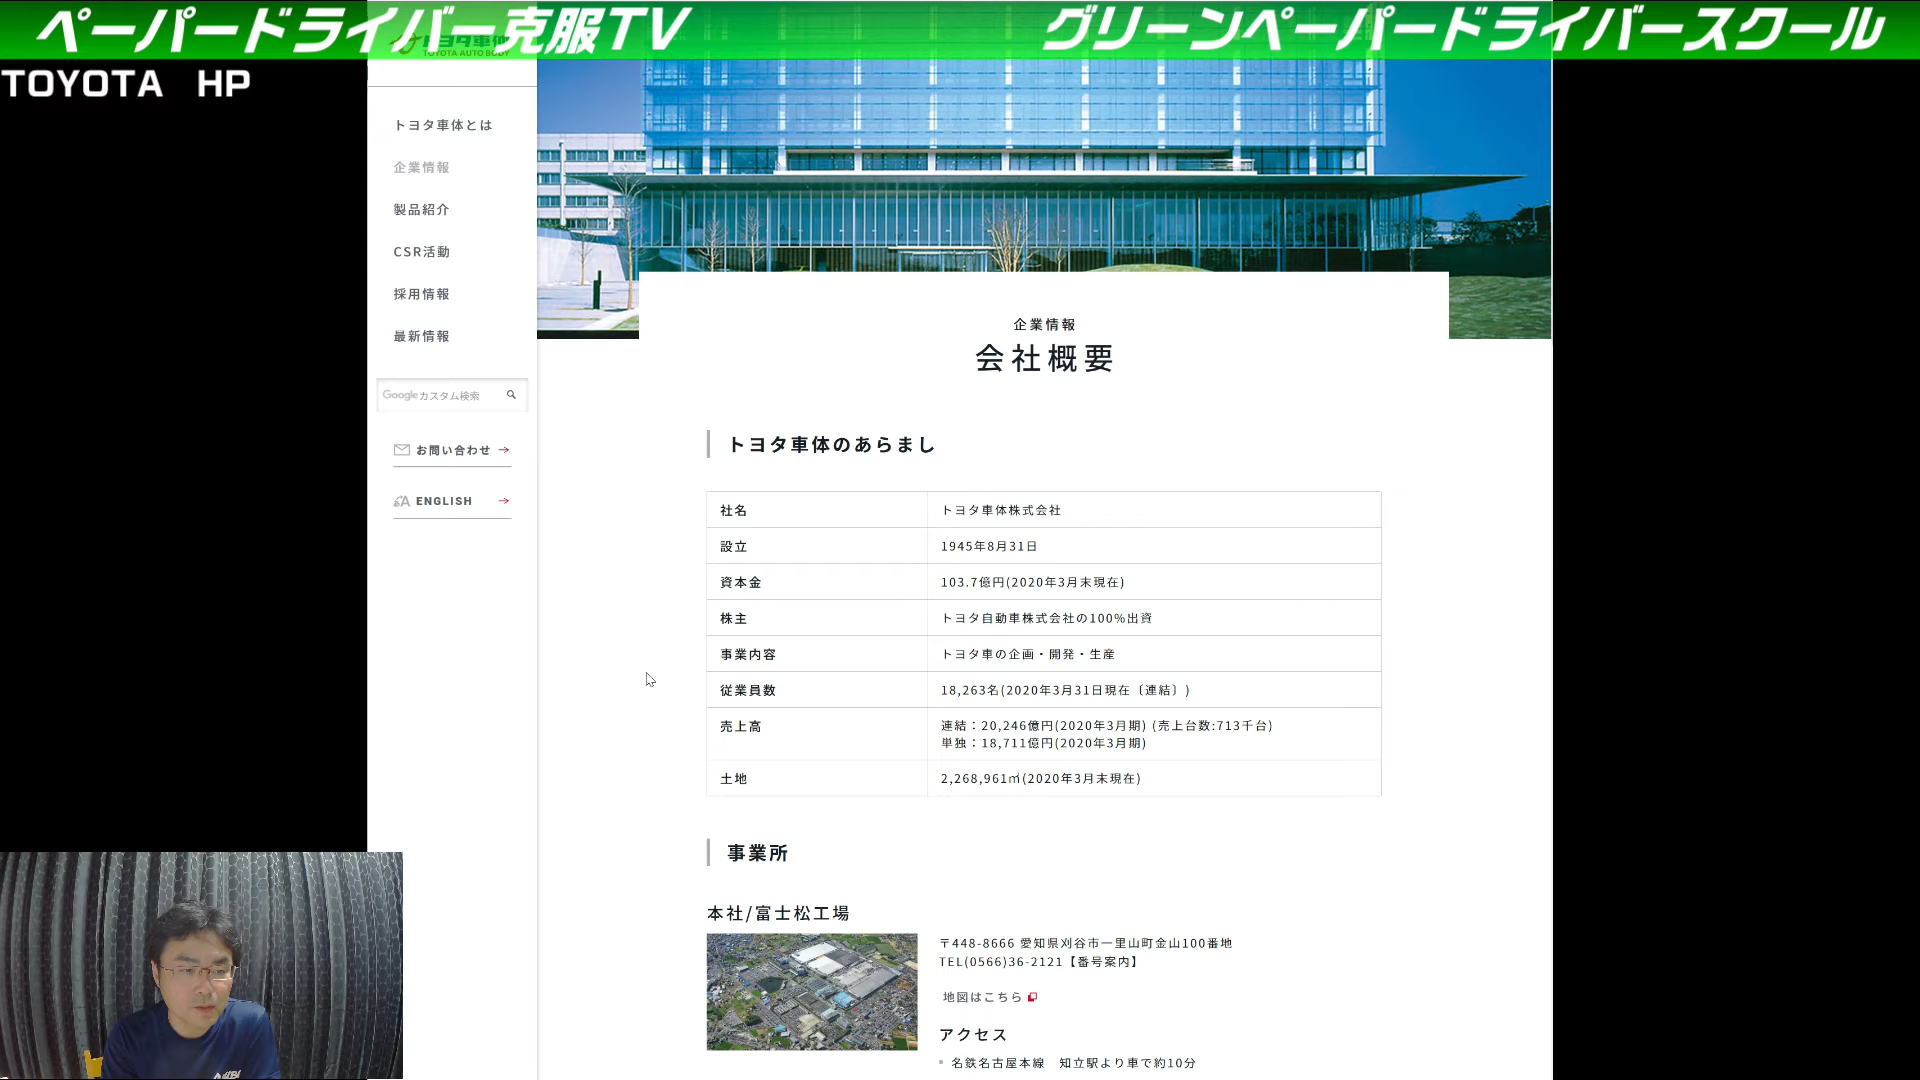 ペーパードライバー克服TV
グリーンペーパードライバースクール
TOYOTA HP
トヨタ車体
TOYOTA AUTO BODY
トヨタ車体とは
企業情報
製品紹介
CSR活動
採用情報
最新情報
Googleカスタム検索
お問い合わせ
ENGLISH
企業情報
会社概要
トヨタ車体のあらまし
社名 トヨタ車体株式会社
設立 1945年8月31日
資本金 103.7億円(2020年3月末現在)
株主 トヨタ自動車株式会社の100%出資
事業内容 トヨタ車の企画・開発・生産
従業員数 18,263名(2020年3月31日現在〔連結〕)
売上高 連結：20,246億円(2020年3月期) (売上台数:713千台)
単独：18,711億円(2020年3月期)
土地 2,268,961㎡(2020年3月末現在)
事業所
本社/富士松工場
〒448-8666 愛知県刈谷市一里山町金山100番地
TEL(0566)36-2121【番号案内】
地図はこちら
アクセス
名鉄名古屋本線　知立駅より車で約10分